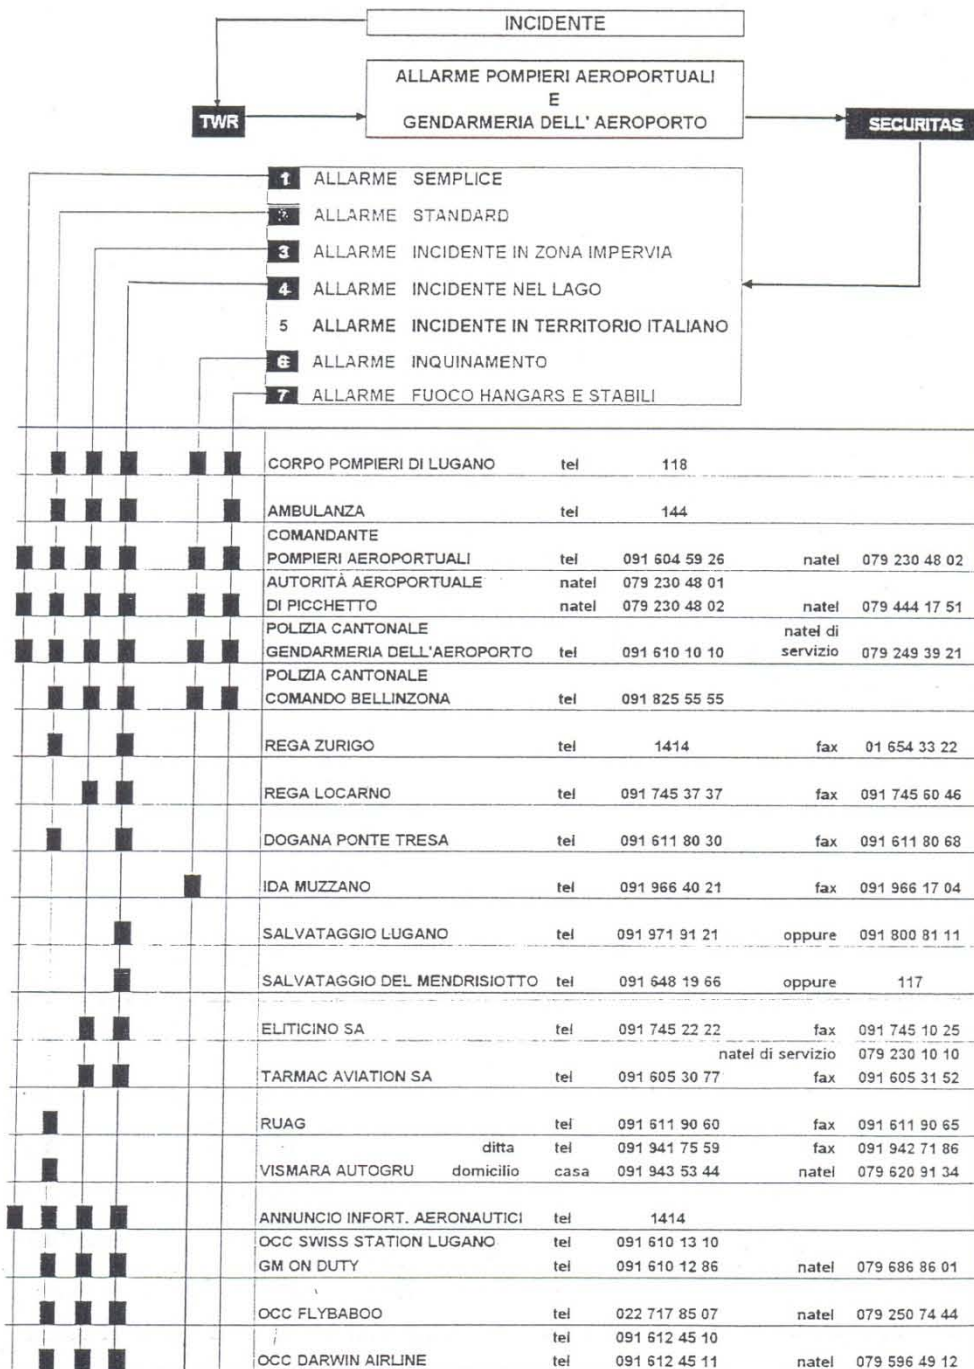 INCIDENTE
ALLARME POMPIERI AEROPORTUALI
E
GENDARMERIA DELL' AEROPORTO
TWR
SECURITAS
1 ALLARME SEMPLICE
2 ALLARME STANDARD
3 ALLARME INCIDENTE IN ZONA IMPERVIA
4 ALLARME INCIDENTE NEL LAGO
5 ALLARME INCIDENTE IN TERRITORIO ITALIANO
6 ALLARME INQUINAMENTO
7 ALLARME FUOCO HANGARS E STABILI
CORPO POMPIERI DI LUGANO tel 118
AMBULANZA tel 144
COMANDANTE
POMPIERI AEROPORTUALI tel 091 604 59 26 natel 079 230 48 02
AUTORITÀ AEROPORTUALE natel 079 230 48 01
DI PICCHETTO natel 079 230 48 02 natel 079 444 17 51
POLIZIA CANTONALE natel di
GENDARMERIA DELL'AEROPORTO tel 091 610 10 10 servizio 079 249 39 21
POLIZIA CANTONALE
COMANDO BELLINZONA tel 091 825 55 55
REGA ZURIGO tel 1414 fax 01 654 33 22
REGA LOCARNO tel 091 745 37 37 fax 091 745 60 46
DOGANA PONTE TRESA tel 091 611 80 30 fax 091 611 80 68
IDA MUZZANO tel 091 966 40 21 fax 091 966 17 04
SALVATAGGIO LUGANO tel 091 971 91 21 oppure 091 800 81 11
SALVATAGGIO DEL MENDRISIOTTO tel 091 648 19 66 oppure 117
ELITICINO SA tel 091 745 22 22 fax 091 745 10 25
natel di servizio 079 230 10 10
TARMAC AVIATION SA tel 091 605 30 77 fax 091 605 31 52
RUAG tel 091 611 90 60 fax 091 611 90 65
ditta tel 091 941 75 59 fax 091 942 71 86
VISMARA AUTOGRU domicilio casa 091 943 53 44 natel 079 620 91 34
ANNUNCIO INFORT. AERONAUTICI tel 1414
OCC SWISS STATION LUGANO tel 091 610 13 10
GM ON DUTY tel 091 610 12 86 natel 079 686 86 01
OCC FLYBABOO tel 022 717 85 07 natel 079 250 74 44
tel 091 612 45 10
OCC DARWIN AIRLINE tel 091 612 45 11 natel 079 596 49 12